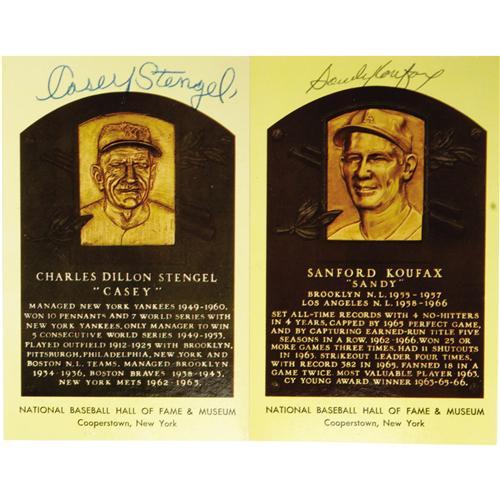 Casey Stengel
CHARLES DILLON STENGEL
"CASEY"
MANAGED NEW YORK YANKEES 1949-1960.
WON 10 PENNANTS AND 7 WORLD SERIES WITH
NEW YORK YANKEES. ONLY MANAGER TO WIN
5 CONSECUTIVE WORLD SERIES 1949-1953.
PLAYED OUTFIELD 1912-1925 WITH BROOKLYN,
PITTSBURGH, PHILADELPHIA, NEW YORK AND
BOSTON N.L. TEAMS. MANAGED BROOKLYN
1934-1936, BOSTON BRAVES 1938-1943,
NEW YORK METS 1962-1965.
NATIONAL BASEBALL HALL OF FAME & MUSEUM
Cooperstown, New York
Sandy Koufax
SANFORD KOUFAX
"SANDY"
BROOKLYN N.L. 1955-1957
LOS ANGELES N.L. 1958-1966
SET ALL-TIME RECORDS WITH 4 NO-HITTERS
IN 4 YEARS, CAPPED BY 1965 PERFECT GAME,
AND BY CAPTURING EARNED-RUN TITLE FIVE
SEASONS IN A ROW, 1962-1966. WON 25 OR
MORE GAMES THREE TIMES. HAD 11 SHUTOUTS
IN 1963. STRIKEOUT LEADER FOUR TIMES,
WITH RECORD 382 IN 1965. FANNED 18 IN A
GAME TWICE. MOST VALUABLE PLAYER 1963.
CY YOUNG AWARD WINNER 1963-65-66.
NATIONAL BASEBALL HALL OF FAME & MUSEUM
Cooperstown, New York